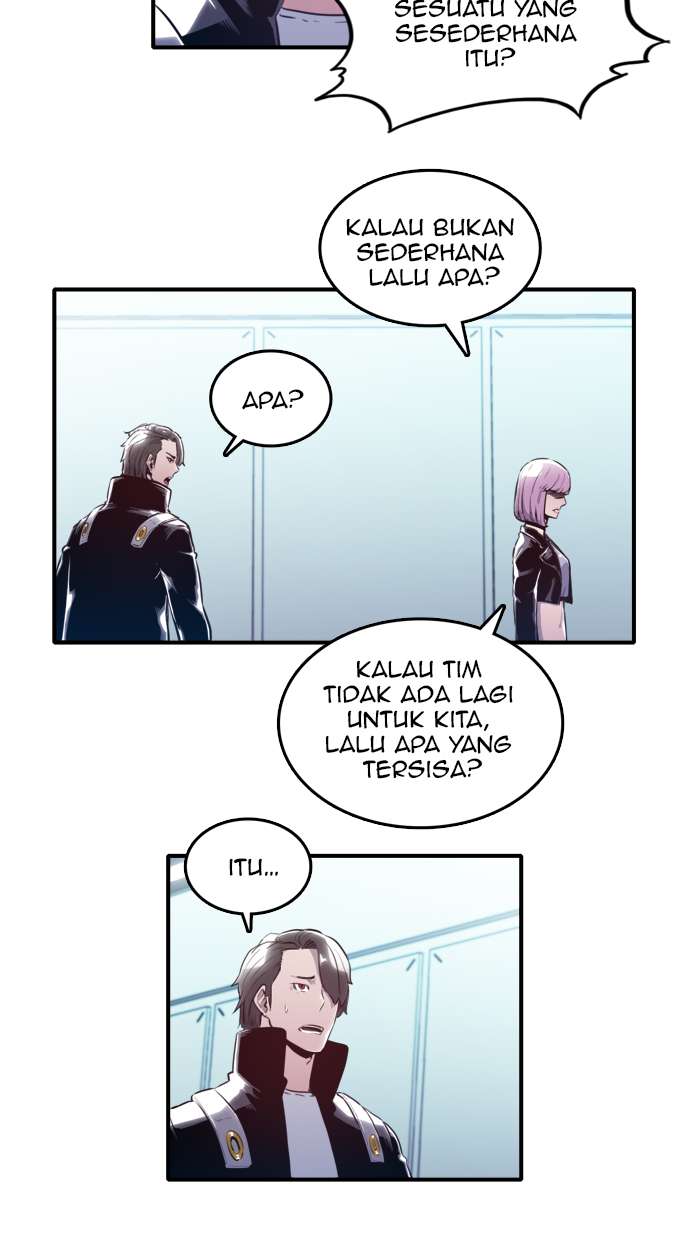 SESUATU YANG
SESEDERHANA
ITU?
KALAU BUKAN
SEDERHANA
LALU APA?
APA?
KALAU TIM
TIDAK ADA LAGI
UNTUK KITA,
LALU APA YANG
TERSISA?
ITU...